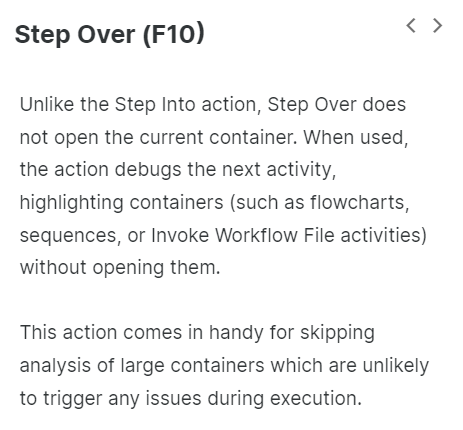 Step Over (F10)
Unlike the Step Into action, Step Over does
not open the current container. When used,
the action debugs the next activity,
highlighting containers (such as flowcharts,
sequences, or Invoke Workflow File activities)
without opening them.
This action comes in handy for skipping
analysis of large containers which are unlikely
to trigger any issues during execution.